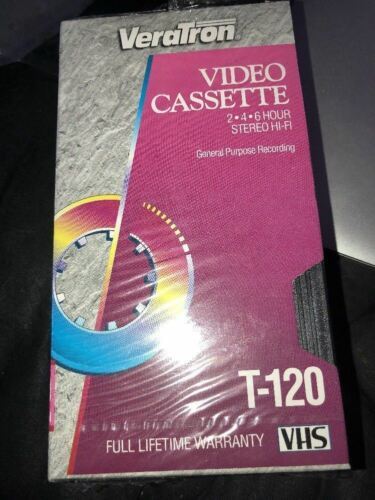 VeraTron®
VIDEO
CASSETTE
2•4•6 HOUR
STEREO HI-FI
General Purpose Recording
T-120
FULL LIFETIME WARRANTY
VHS